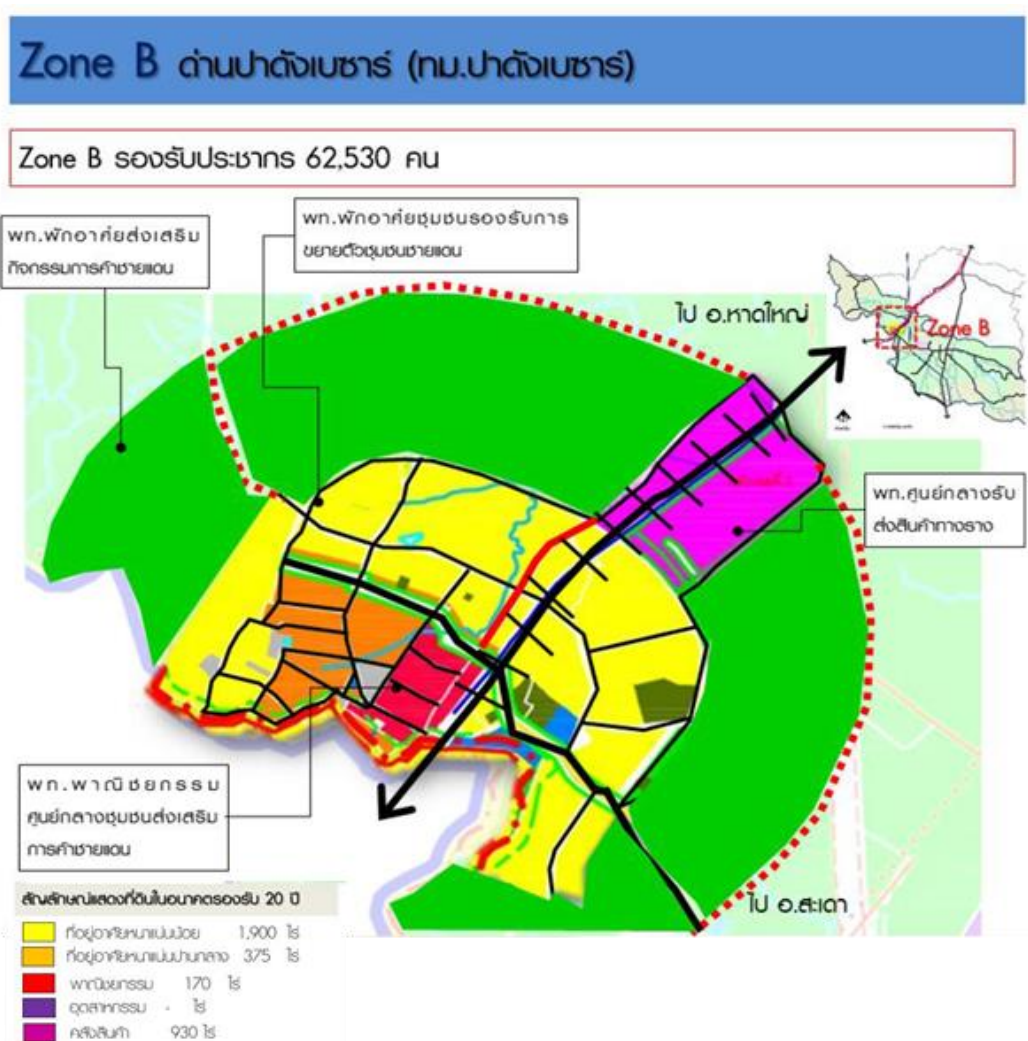 Zone B ด่านปาดังเบซาร์ (ทม.ปาดังเบซาร์)
Zone B รองรับประชากร 62,530 คน
พท.พักอาศัยส่งเสริม
กิจกรรมการค้าชายแดน
พท.พักอาศัยชุมชนรองรับการ
ขยายตัวชุมชนชายแดน
ไป อ.หาดใหญ่
Zone B
พท.ศูนย์กลางรับ
ส่งสินค้าทางราง
พท.พาณิชยกรรม
ศูนย์กลางชุมชนส่งเสริม
การค้าชายแดน
ไป อ.สะเดา
สัญลักษณ์แสดงที่ดินในอนาคตรองรับ 20 ปี
ที่อยู่อาศัยหนาแน่นน้อย 1,900 ไร่
ที่อยู่อาศัยหนาแน่นปานกลาง 375 ไร่
พาณิชยกรรม 170 ไร่
อุตสาหกรรม - ไร่
คลังสินค้า 930 ไร่